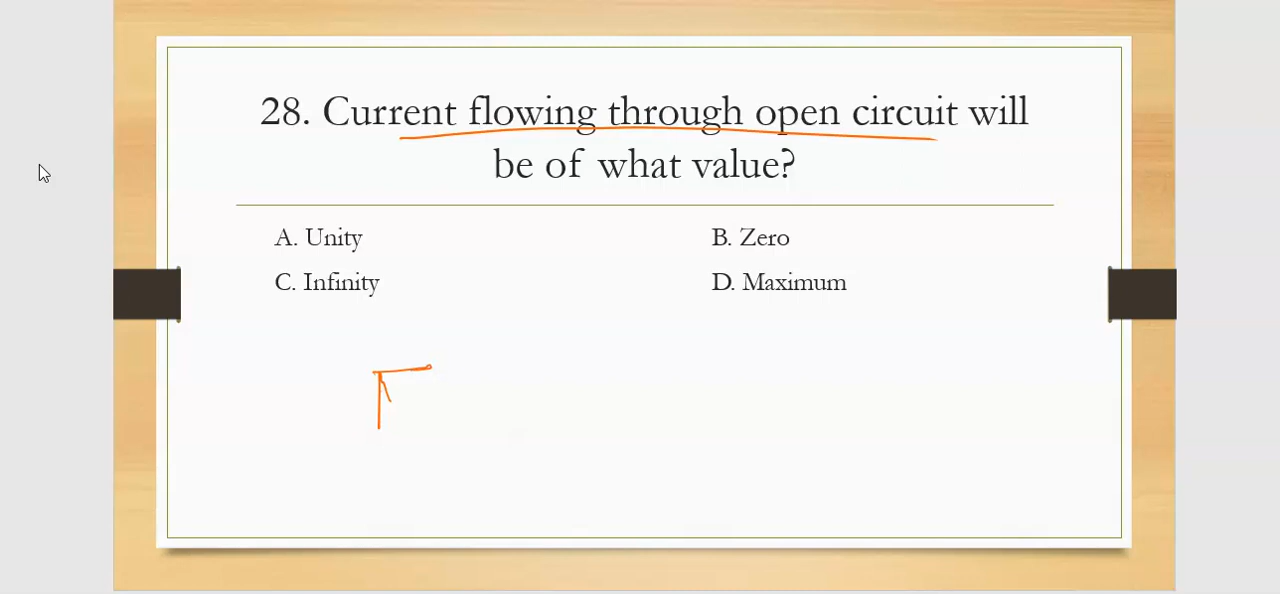 28. Current flowing through open circuit will
be of what value?
A. Unity
B. Zero
C. Infinity
D. Maximum